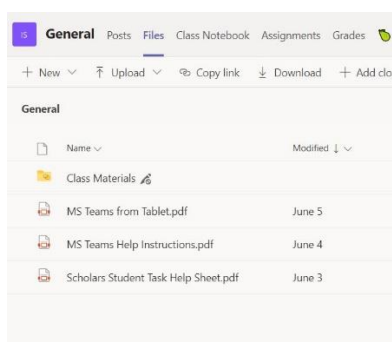 IS General Posts Files Class Notebook Assignments Grades
+ New Upload Copy link Download + Add clo
General
Name Modified
Class Materials
MS Teams from Tablet.pdf June 5
MS Teams Help Instructions.pdf June 4
Scholars Student Task Help Sheet.pdf June 3